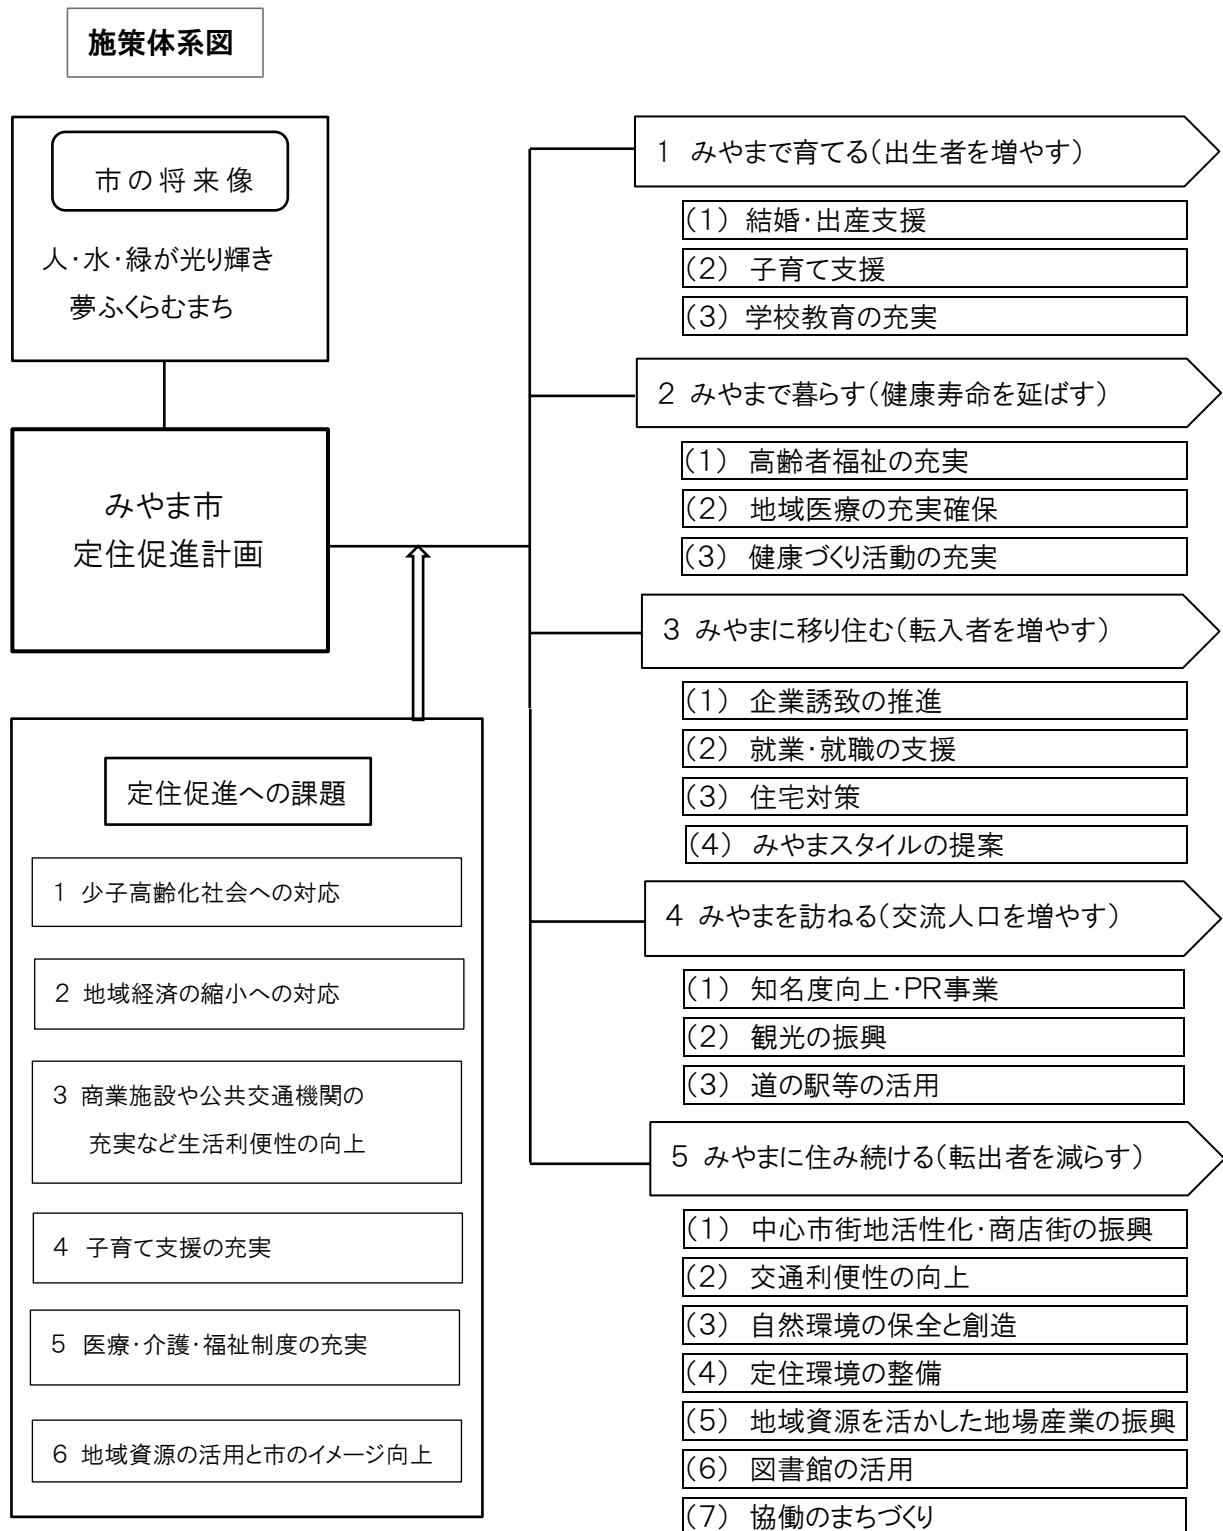 施策体系図
市の将来像
人・水・緑が光り輝き
夢ふくらむまち
みやま市
定住促進計画
定住促進への課題
1 少子高齢化社会への対応
2 地域経済の縮小への対応
3 商業施設や公共交通機関の
充実など生活利便性の向上
4 子育て支援の充実
5 医療・介護・福祉制度の充実
6 地域資源の活用と市のイメージ向上
1 みやまで育てる(出生者を増やす)
(1) 結婚・出産支援
(2) 子育て支援
(3) 学校教育の充実
2 みやまで暮らす(健康寿命を延ばす)
(1) 高齢者福祉の充実
(2) 地域医療の充実確保
(3) 健康づくり活動の充実
3 みやまに移り住む(転入者を増やす)
(1) 企業誘致の推進
(2) 就業・就職の支援
(3) 住宅対策
(4) みやまスタイルの提案
4 みやまを訪ねる(交流人口を増やす)
(1) 知名度向上・PR事業
(2) 観光の振興
(3) 道の駅等の活用
5 みやまに住み続ける(転出者を減らす)
(1) 中心市街地活性化・商店街の振興
(2) 交通利便性の向上
(3) 自然環境の保全と創造
(4) 定住環境の整備
(5) 地域資源を活かした地場産業の振興
(6) 図書館の活用
(7) 協働のまちづくり